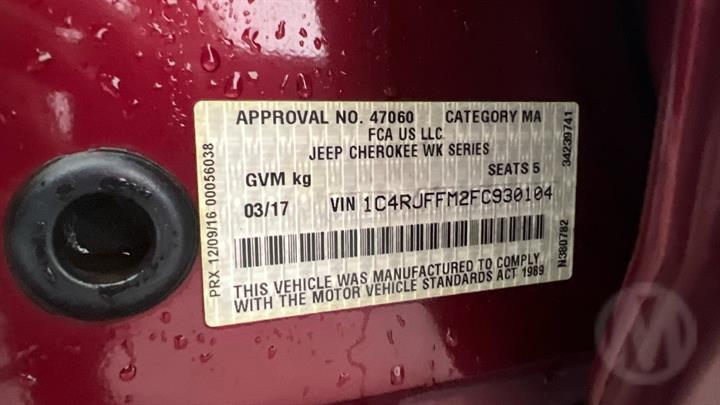 APPROVAL NO. 47060 CATEGORY MA
FCA US LLC
JEEP CHEROKEE WK SERIES
GVM kg SEATS 5
03/17 VIN 1C4RJFFM2FC930104
THIS VEHICLE WAS MANUFACTURED TO COMPLY
WITH THE MOTOR VEHICLE STANDARDS ACT 1989
PRX 12/09/16 00056038
34239741
N380782
M